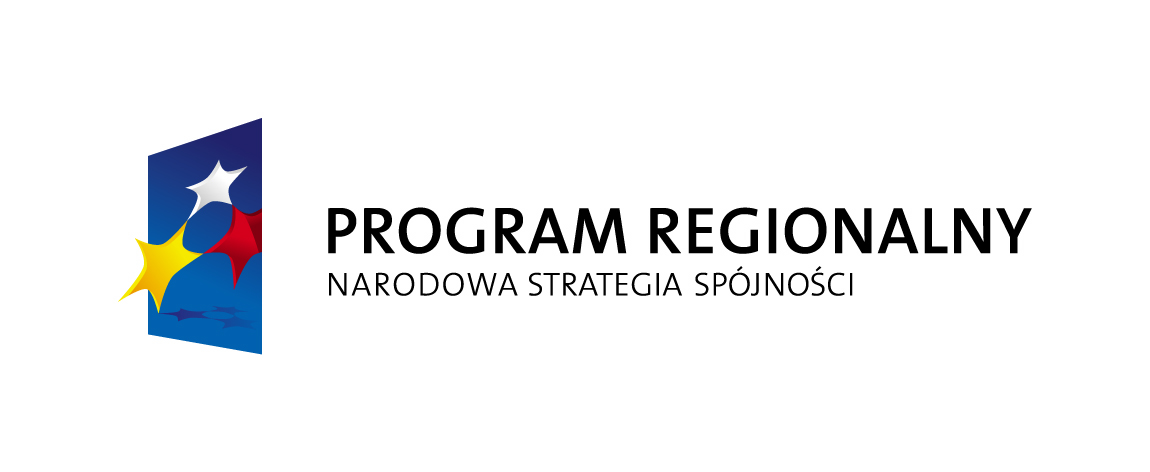 PROGRAM REGIONALNY
NARODOWA STRATEGIA SPÓJNOŚCI